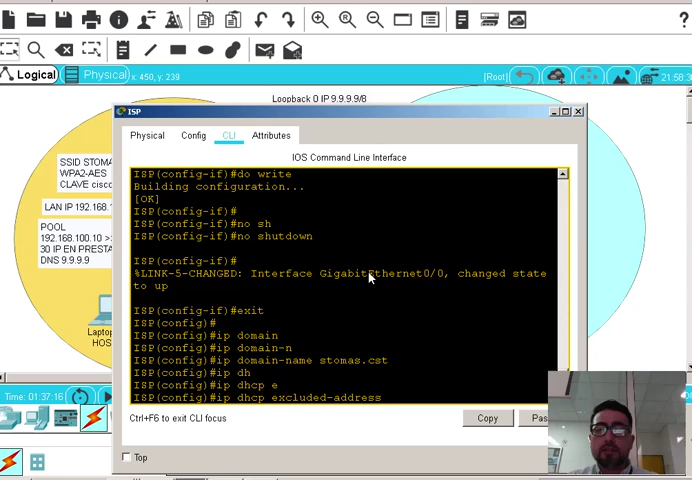 ?
Logical
Physical
x: 450, y: 239
[Root]
21:58:3
Loopback 0 IP 9.9.9.9/8
ISP
Physical
Config
CLI
Attributes
IOS Command Line Interface
SSID STOMA
WPA2-AES
CLAVE cisco
LAN IP 192.168.
POOL
192.168.100.10 >
30 IP EN PRESTA
DNS 9.9.9.9
Laptop
HOS
ISP(config-if)#do write
Building configuration...
[OK]
ISP(config-if)#
ISP(config-if)#no sh
ISP(config-if)#no shutdown
ISP(config-if)#
%LINK-5-CHANGED: Interface GigabitEthernet0/0, changed state
to up
ISP(config-if)#exit
ISP(config)#
ISP(config)#ip domain
ISP(config)#ip domain-n
ISP(config)#ip domain-name stomas.cst
ISP(config)#ip dh
ISP(config)#ip dhcp e
ISP(config)#ip dhcp excluded-address
Ctrl+F6 to exit CLI focus
Copy
Pas
Top
Time: 01:37:16